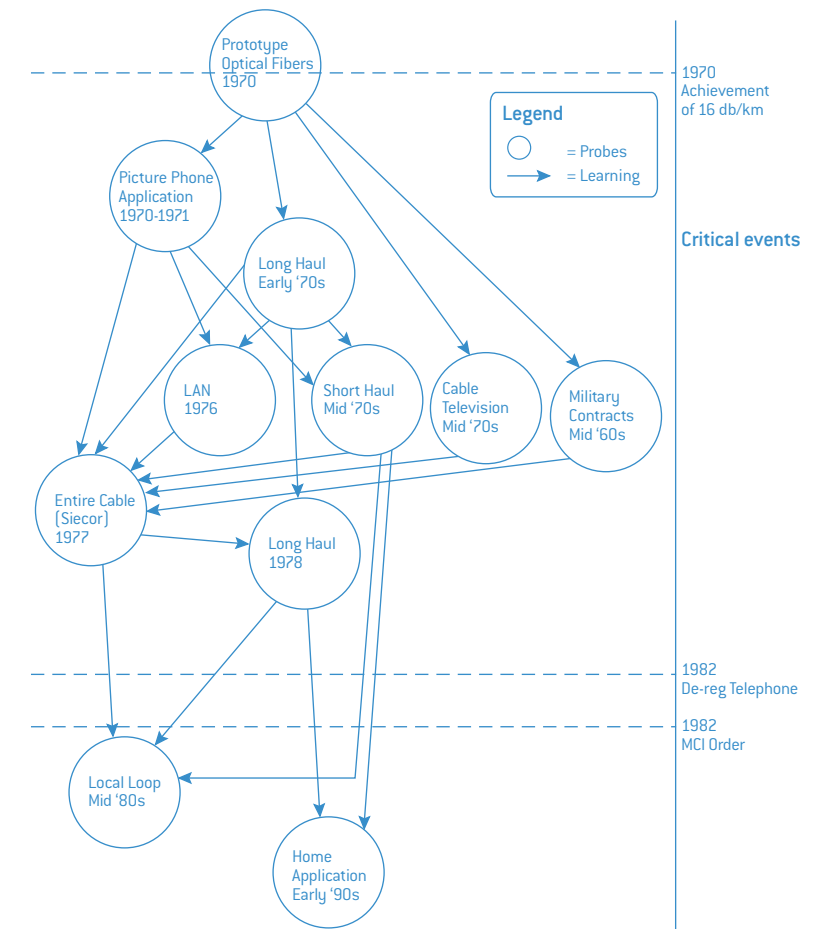 Prototype
Optical Fibers
1970
1970
Achievement
of 16 db/km
Legend
= Probes
= Learning
Picture Phone
Application
1970-1971
Critical events
Long Haul
Early ‘70s
LAN
1976
Short Haul
Mid ‘70s
Cable
Television
Mid ‘70s
Military
Contracts
Mid ‘60s
Entire Cable
(Siecor)
1977
Long Haul
1978
1982
De-reg Telephone
1982
MCI Order
Local Loop
Mid ‘80s
Home
Application
Early ‘90s